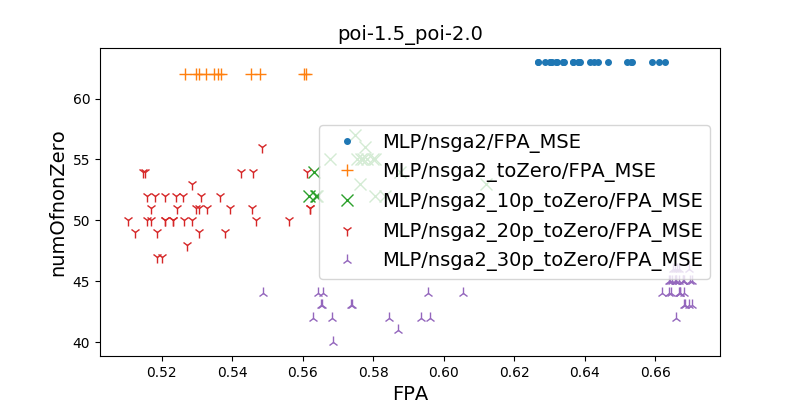 poi-1.5_poi-2.0
numOfnonZero
60
55
50
45
40
MLP/nsga2/FPA_MSE
MLP/nsga2_toZero/FPA_MSE
MLP/nsga2_10p_toZero/FPA_MSE
MLP/nsga2_20p_toZero/FPA_MSE
MLP/nsga2_30p_toZero/FPA_MSE
0.52 0.54 0.56 0.58 0.60 0.62 0.64 0.66
FPA